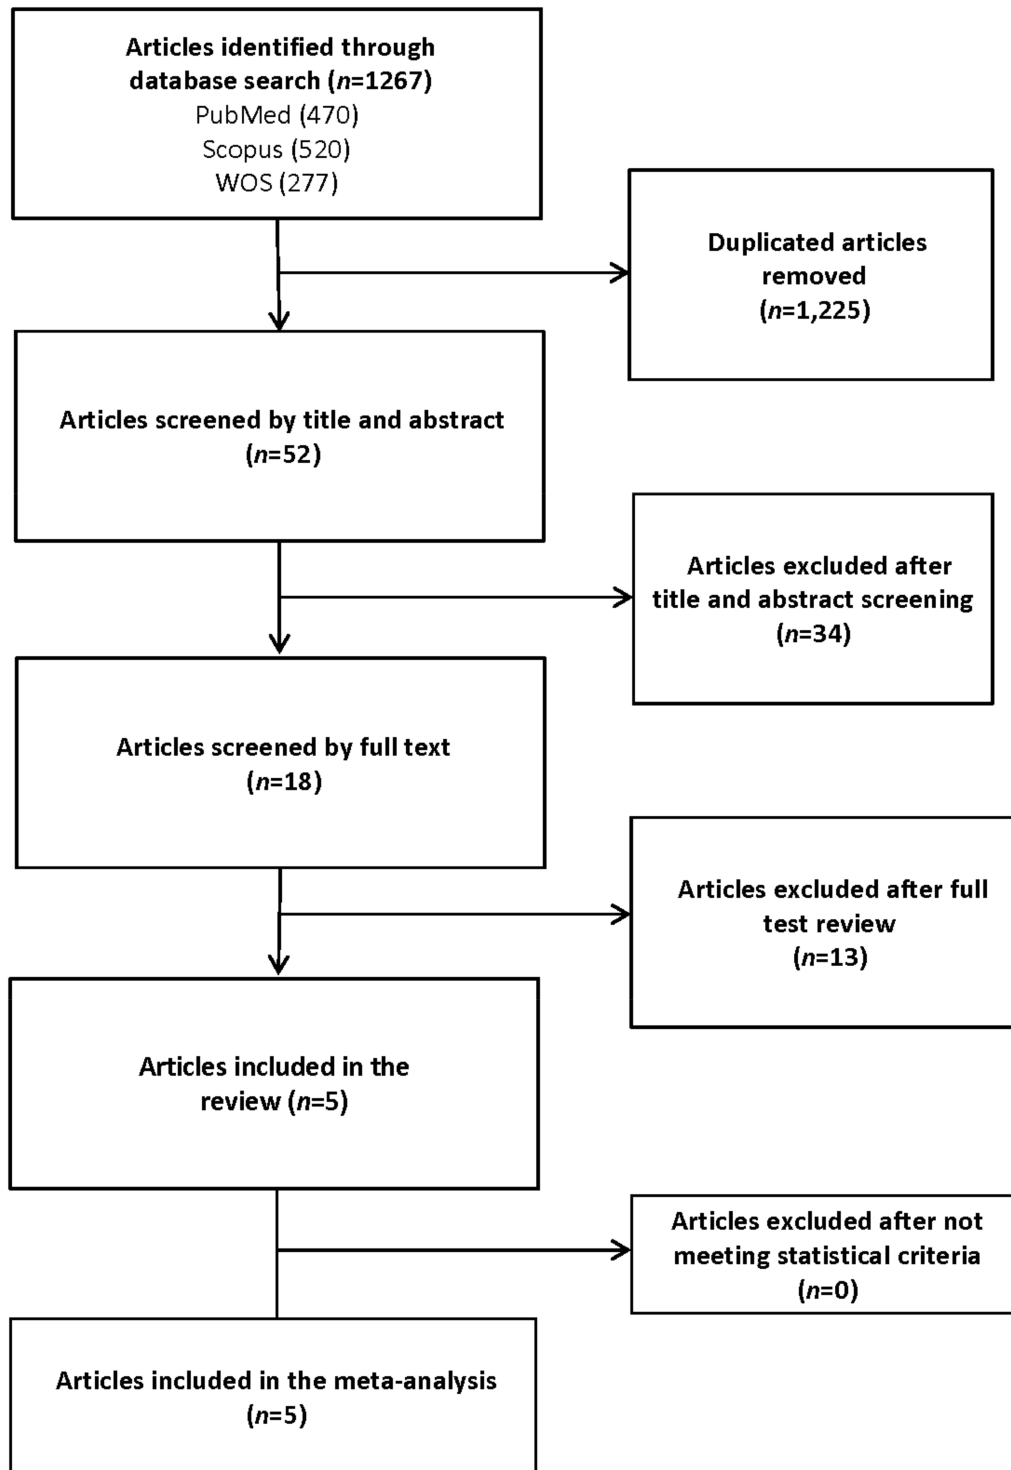 Articles identified through
database search (n=1267)
PubMed (470)
Scopus (520)
WOS (277)
Duplicated articles
removed
(n=1,225)
Articles screened by title and abstract
(n=52)
Articles excluded after
title and abstract screening
(n=34)
Articles screened by full text
(n=18)
Articles excluded after full
test review
(n=13)
Articles included in the
review (n=5)
Articles excluded after not
meeting statistical criteria
(n=0)
Articles included in the meta-analysis
(n=5)